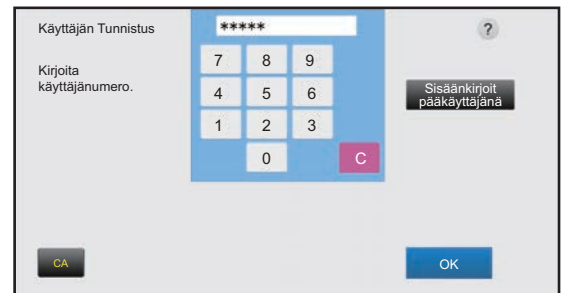 Käyttäjän Tunnistus
*****
?
Kirjoita
käyttäjänumero.
7 8 9
4 5 6
1 2 3
0 C
Sisäänkirjoit
pääkäyttäjänä
CA
OK